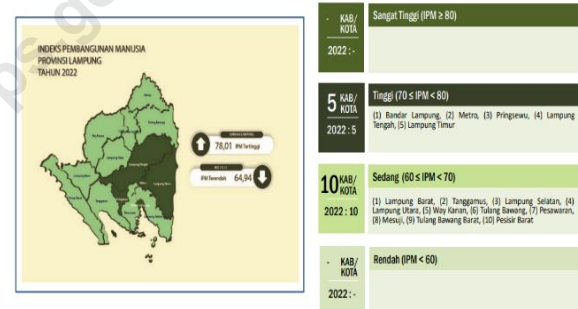 INDEKS PEMBANGUNAN MANUSIA
PROVINSI LAMPUNG
TAHUN 2022
78,01 IPM Tertinggi
IPM Terendah 64,94
- KAB/
KOTA
2022 : -
Sangat Tinggi (IPM ≥ 80)
5 KAB/
KOTA
2022 : 5
Tinggi (70 ≤ IPM < 80)
(1) Bandar Lampung, (2) Metro, (3) Pringsewu, (4) Lampung
Tengah, (5) Lampung Timur
10 KAB/
KOTA
2022 : 10
Sedang (60 ≤ IPM < 70)
(1) Lampung Barat, (2) Tanggamus, (3) Lampung Selatan, (4)
Lampung Utara, (5) Way Kanan, (6) Tulang Bawang, (7) Pesawaran,
(8) Mesuji, (9) Tulang Bawang Barat, (10) Pesisir Barat
- KAB/
KOTA
2022 : -
Rendah (IPM < 60)